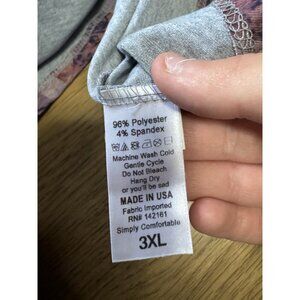 96% Polyester
4% Spandex
Machine Wash Cold
Gentle Cycle
Do Not Bleach
Hang Dry
or you'll be sad
MADE IN USA
Fabric Imported
RN# 142161
Simply Comfortable
3XL